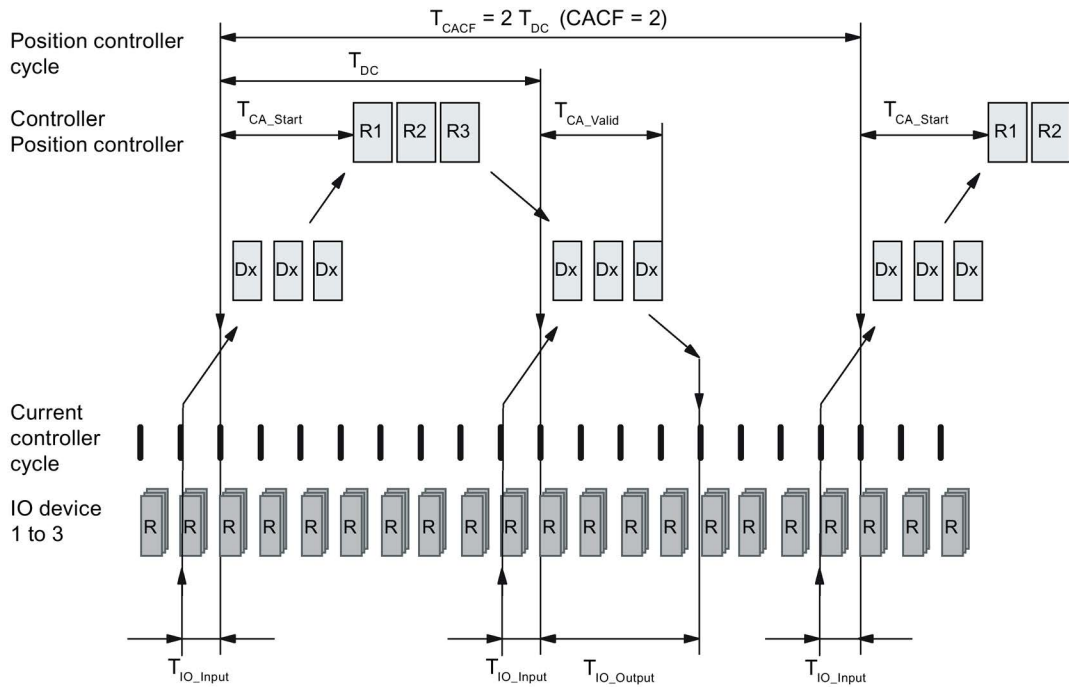 T_CACF = 2 T_DC (CACF = 2)
Position controller
cycle
T_DC
Controller
Position controller
T_CA_Start
R1 R2 R3
T_CA_Valid
T_CA_Start
R1 R2
Dx Dx Dx
Dx Dx Dx
Dx Dx Dx
Current
controller
cycle
IO device
1 to 3
R R R R R R R R R R R R R R R R R R R R R
T_IO_Input
T_IO_Input
T_IO_Output
T_IO_Input